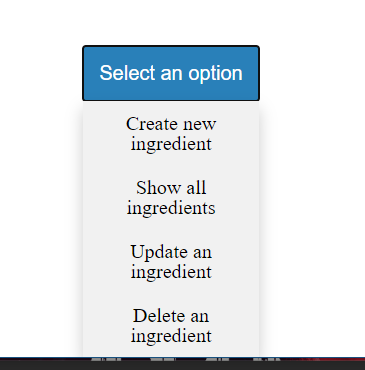 Select an option
Create new
ingredient
Show all
ingredients
Update an
ingredient
Delete an
ingredient